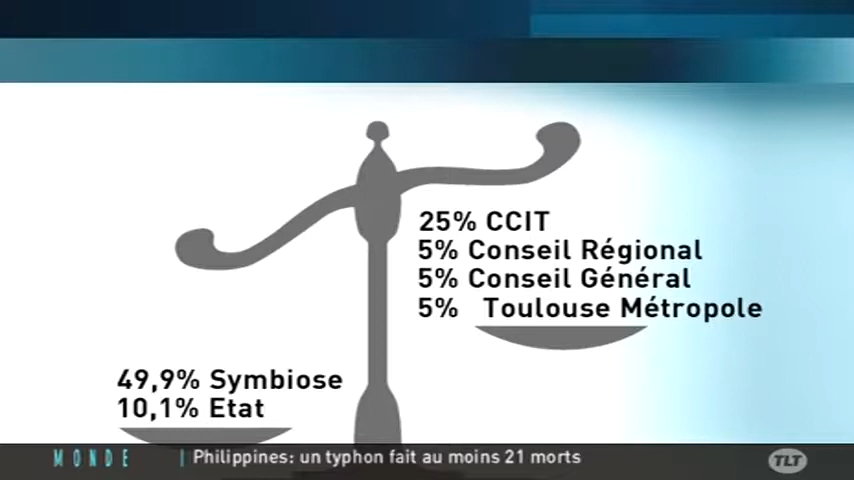 25% CCIT
5% Conseil Régional
5% Conseil Général
5% Toulouse Métropole
49,9% Symbiose
10,1% Etat
MONDE | Philippines: un typhon fait au moins 21 morts
TLT